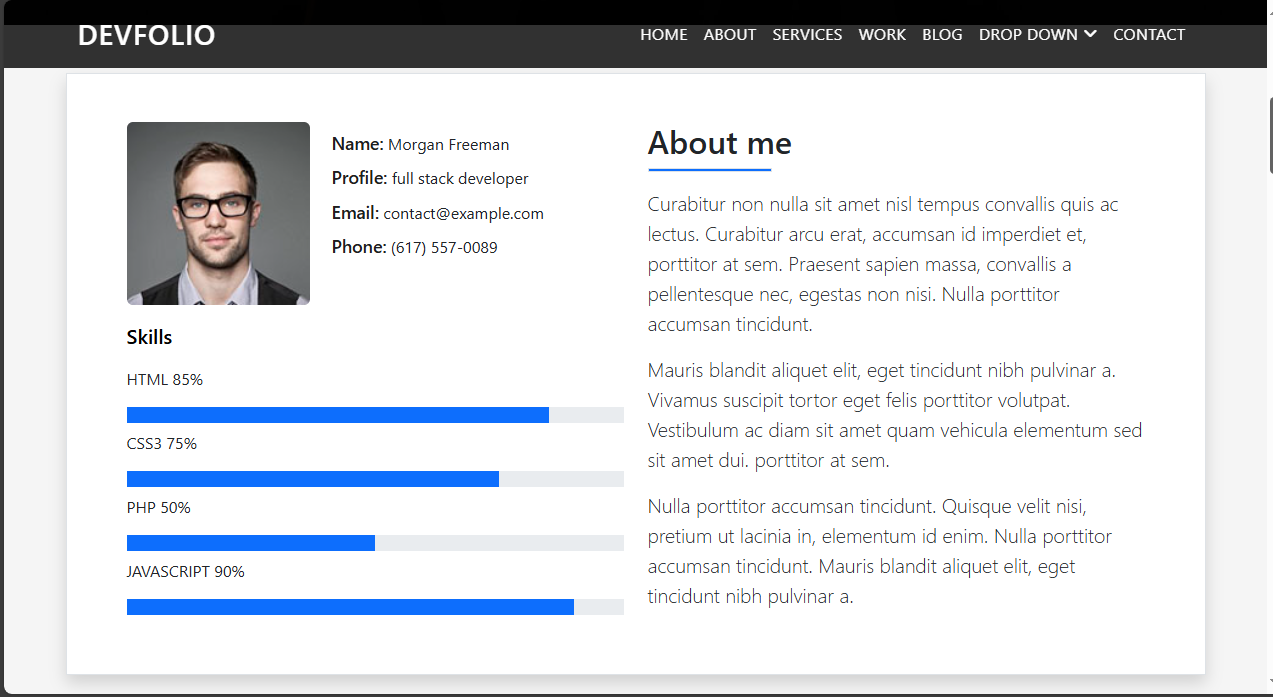 DEVFOLIO
HOME ABOUT SERVICES WORK BLOG DROP DOWN CONTACT
Name: Morgan Freeman
Profile: full stack developer
Email: contact@example.com
Phone: (617) 557-0089
Skills
HTML 85%
CSS3 75%
PHP 50%
JAVASCRIPT 90%
About me
Curabitur non nulla sit amet nisl tempus convallis quis ac
lectus. Curabitur arcu erat, accumsan id imperdiet et,
porttitor at sem. Praesent sapien massa, convallis a
pellentesque nec, egestas non nisi. Nulla porttitor
accumsan tincidunt.
Mauris blandit aliquet elit, eget tincidunt nibh pulvinar a.
Vivamus suscipit tortor eget felis porttitor volutpat.
Vestibulum ac diam sit amet quam vehicula elementum sed
sit amet dui. porttitor at sem.
Nulla porttitor accumsan tincidunt. Quisque velit nisi,
pretium ut lacinia in, elementum id enim. Nulla porttitor
accumsan tincidunt. Mauris blandit aliquet elit, eget
tincidunt nibh pulvinar a.